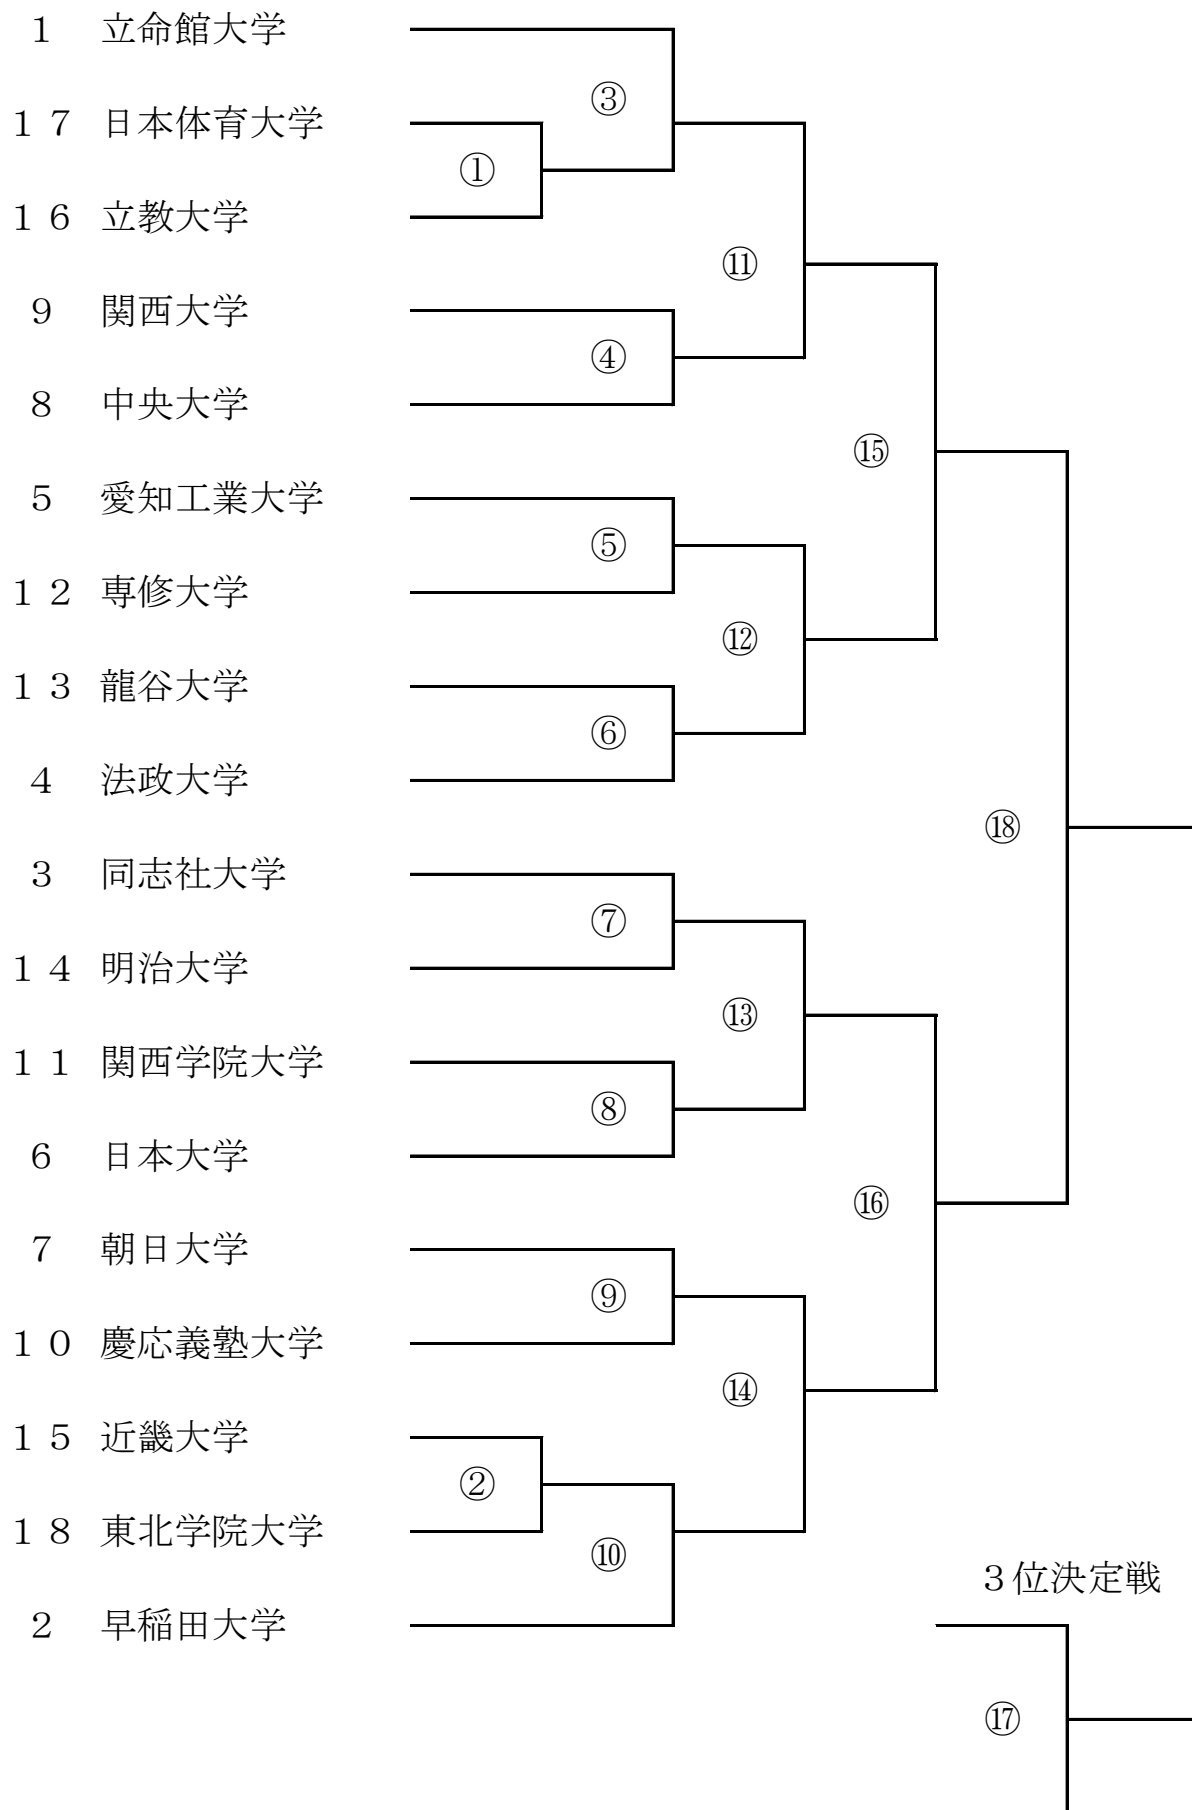 １ 立命館大学
③
１７ 日本体育大学
①
１６ 立教大学
⑪
９ 関西大学
④
８ 中央大学
⑮
５ 愛知工業大学
⑤
１２ 専修大学
⑫
１３ 龍谷大学
⑥
４ 法政大学
⑱
３ 同志社大学
⑦
１４ 明治大学
⑬
１１ 関西学院大学
⑧
６ 日本大学
⑯
７ 朝日大学
⑨
１０ 慶応義塾大学
⑭
１５ 近畿大学
②
１８ 東北学院大学
⑩
３位決定戦
２ 早稲田大学
⑰